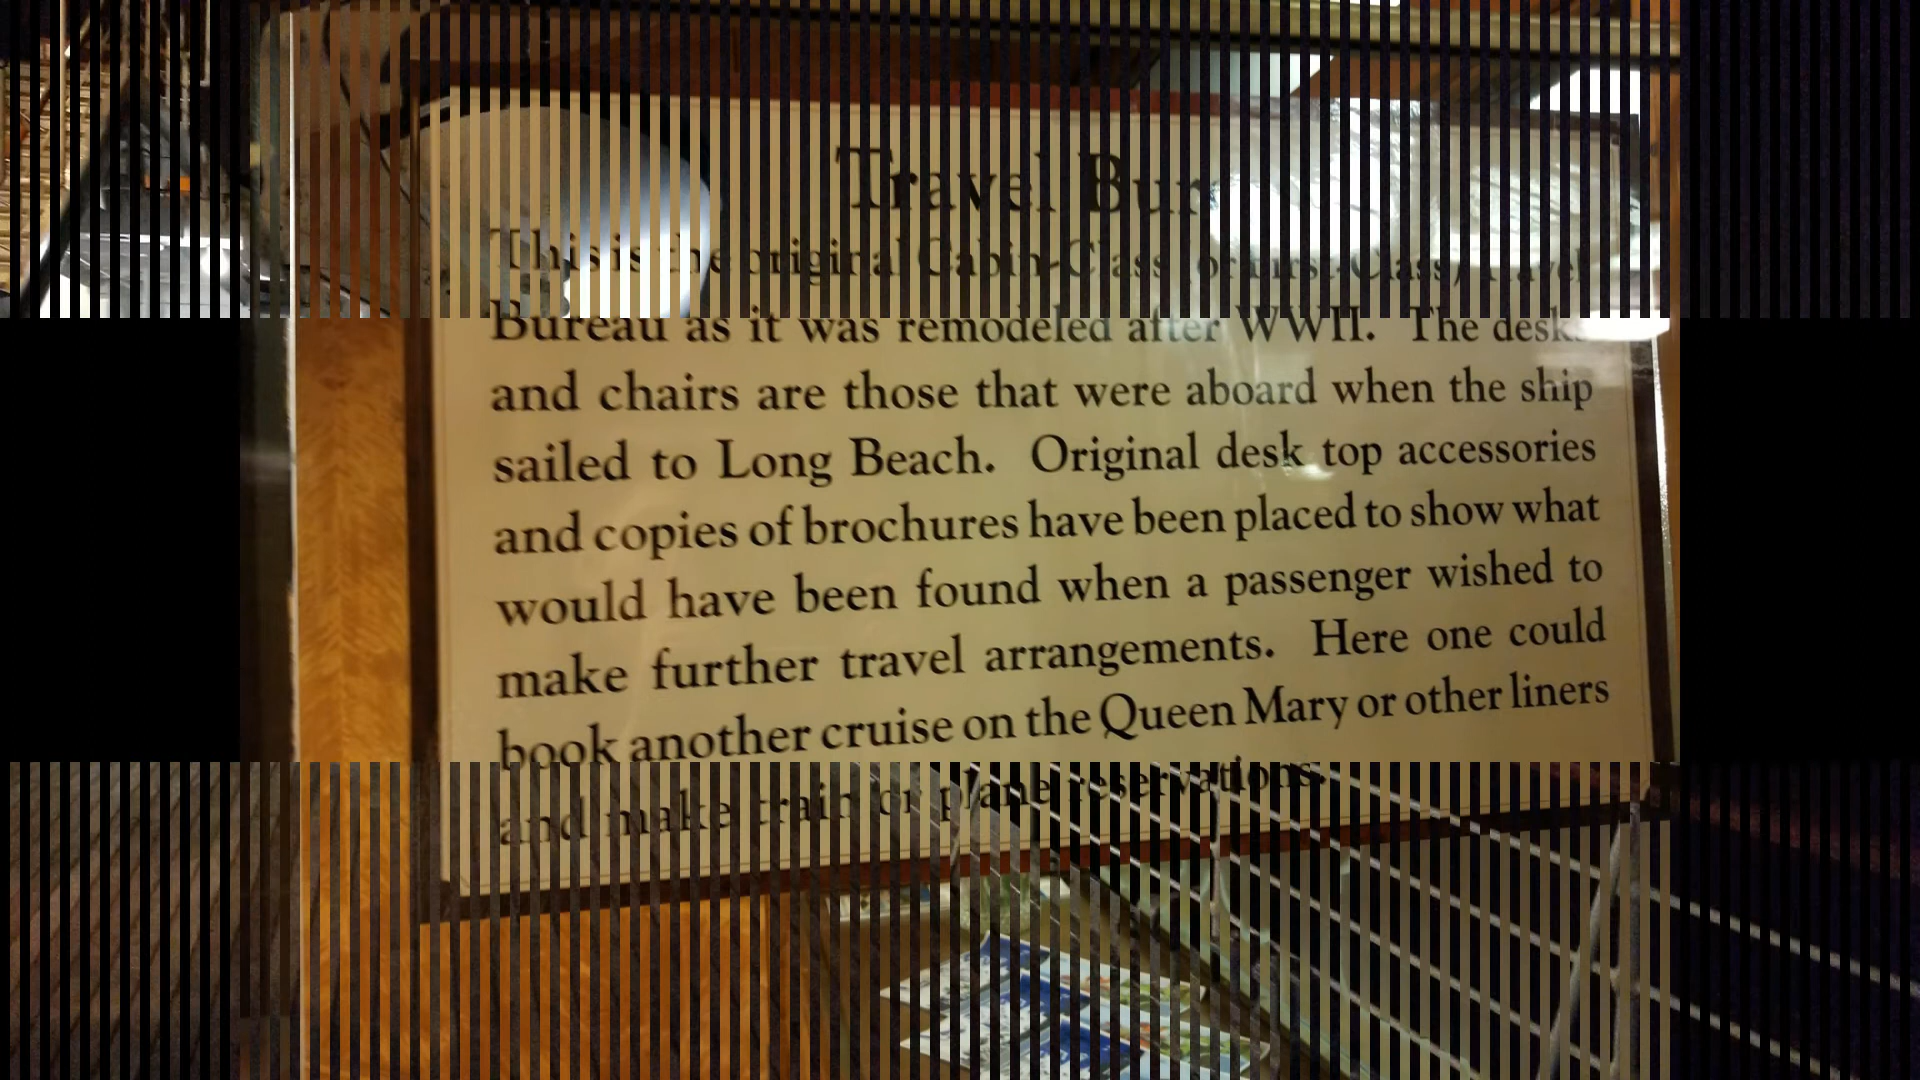 Travel Bur
This is the original Cabin-Class (or First-Class) Travel
Bureau as it was remodeled after WWII. The desks
and chairs are those that were aboard when the ship
sailed to Long Beach. Original desk top accessories
and copies of brochures have been placed to show what
would have been found when a passenger wished to
make further travel arrangements. Here one could
book another cruise on the Queen Mary or other liners
and make train or plane reservations.